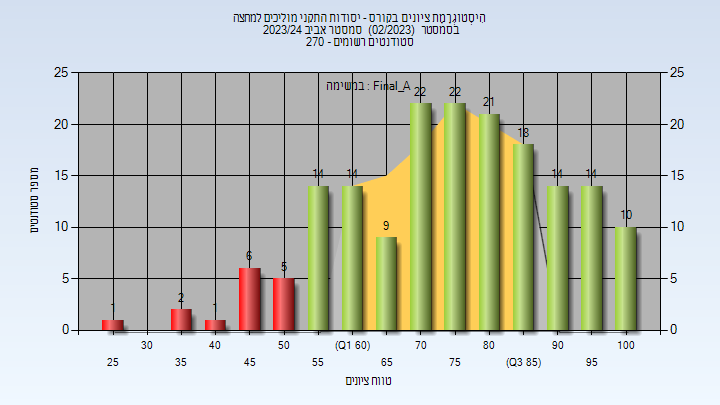 היסטוגרמת ציונים בקורס - יסודות התקני מוליכים למחצה
בסמסטר (02/2023) סמסטר אביב 2023/24
סטודנטים רשומים - 270
במשימה : Final_A
מספר סטודנטים
25 25
20 20
15 15
10 10
5 5
0 0
1 2 1 6 5 14 14 9 22 22 21 18 14 14 10
30 40 50 (Q1 60) 70 80 90 100
25 35 45 55 65 75 (Q3 85) 95
טווח ציונים